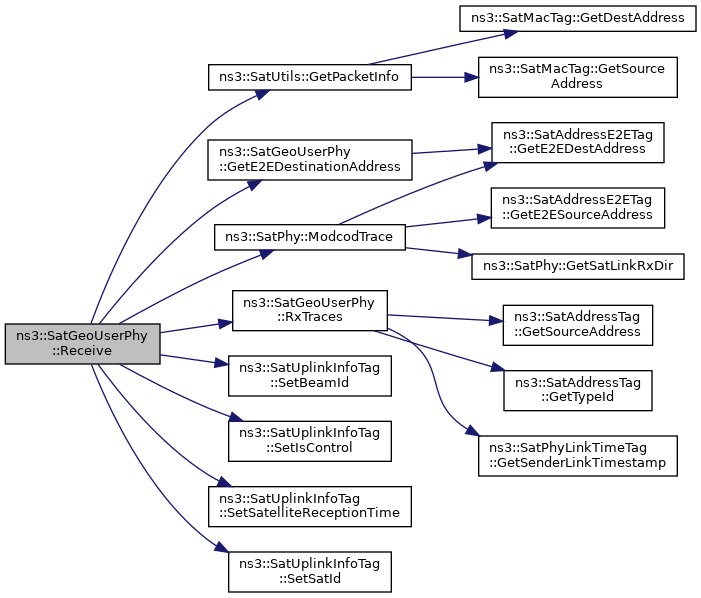 ns3::SatMacTag::GetDestAddress
ns3::SatUtils::GetPacketInfo
ns3::SatMacTag::GetSource
Address
ns3::SatAddressE2ETag
::GetE2EDestAddress
ns3::SatGeoUserPhy
::GetE2EDestinationAddress
ns3::SatAddressE2ETag
::GetE2ESourceAddress
ns3::SatPhy::ModcodTrace
ns3::SatPhy::GetSatLinkRxDir
ns3::SatGeoUserPhy
::RxTraces
ns3::SatAddressTag
::GetSourceAddress
ns3::SatGeoUserPhy
::Receive
ns3::SatUplinkInfoTag
::SetBeamId
ns3::SatAddressTag
::GetTypeId
ns3::SatUplinkInfoTag
::SetIsControl
ns3::SatPhyLinkTimeTag
::GetSenderLinkTimestamp
ns3::SatUplinkInfoTag
::SetSatelliteReceptionTime
ns3::SatUplinkInfoTag
::SetSatId